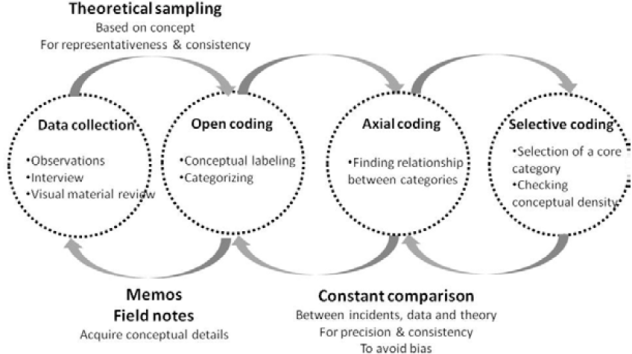 Theoretical sampling
Based on concept
For representativeness & consistency
Data collection
•Observations
•Interview
•Visual material review
Open coding
•Conceptual labeling
•Categorizing
Axial coding
•Finding relationship
between categories
Selective coding
•Selection of a core
category
•Checking
conceptual density
Memos
Field notes
Acquire conceptual details
Constant comparison
Between incidents, data and theory
For precision & consistency
To avoid bias